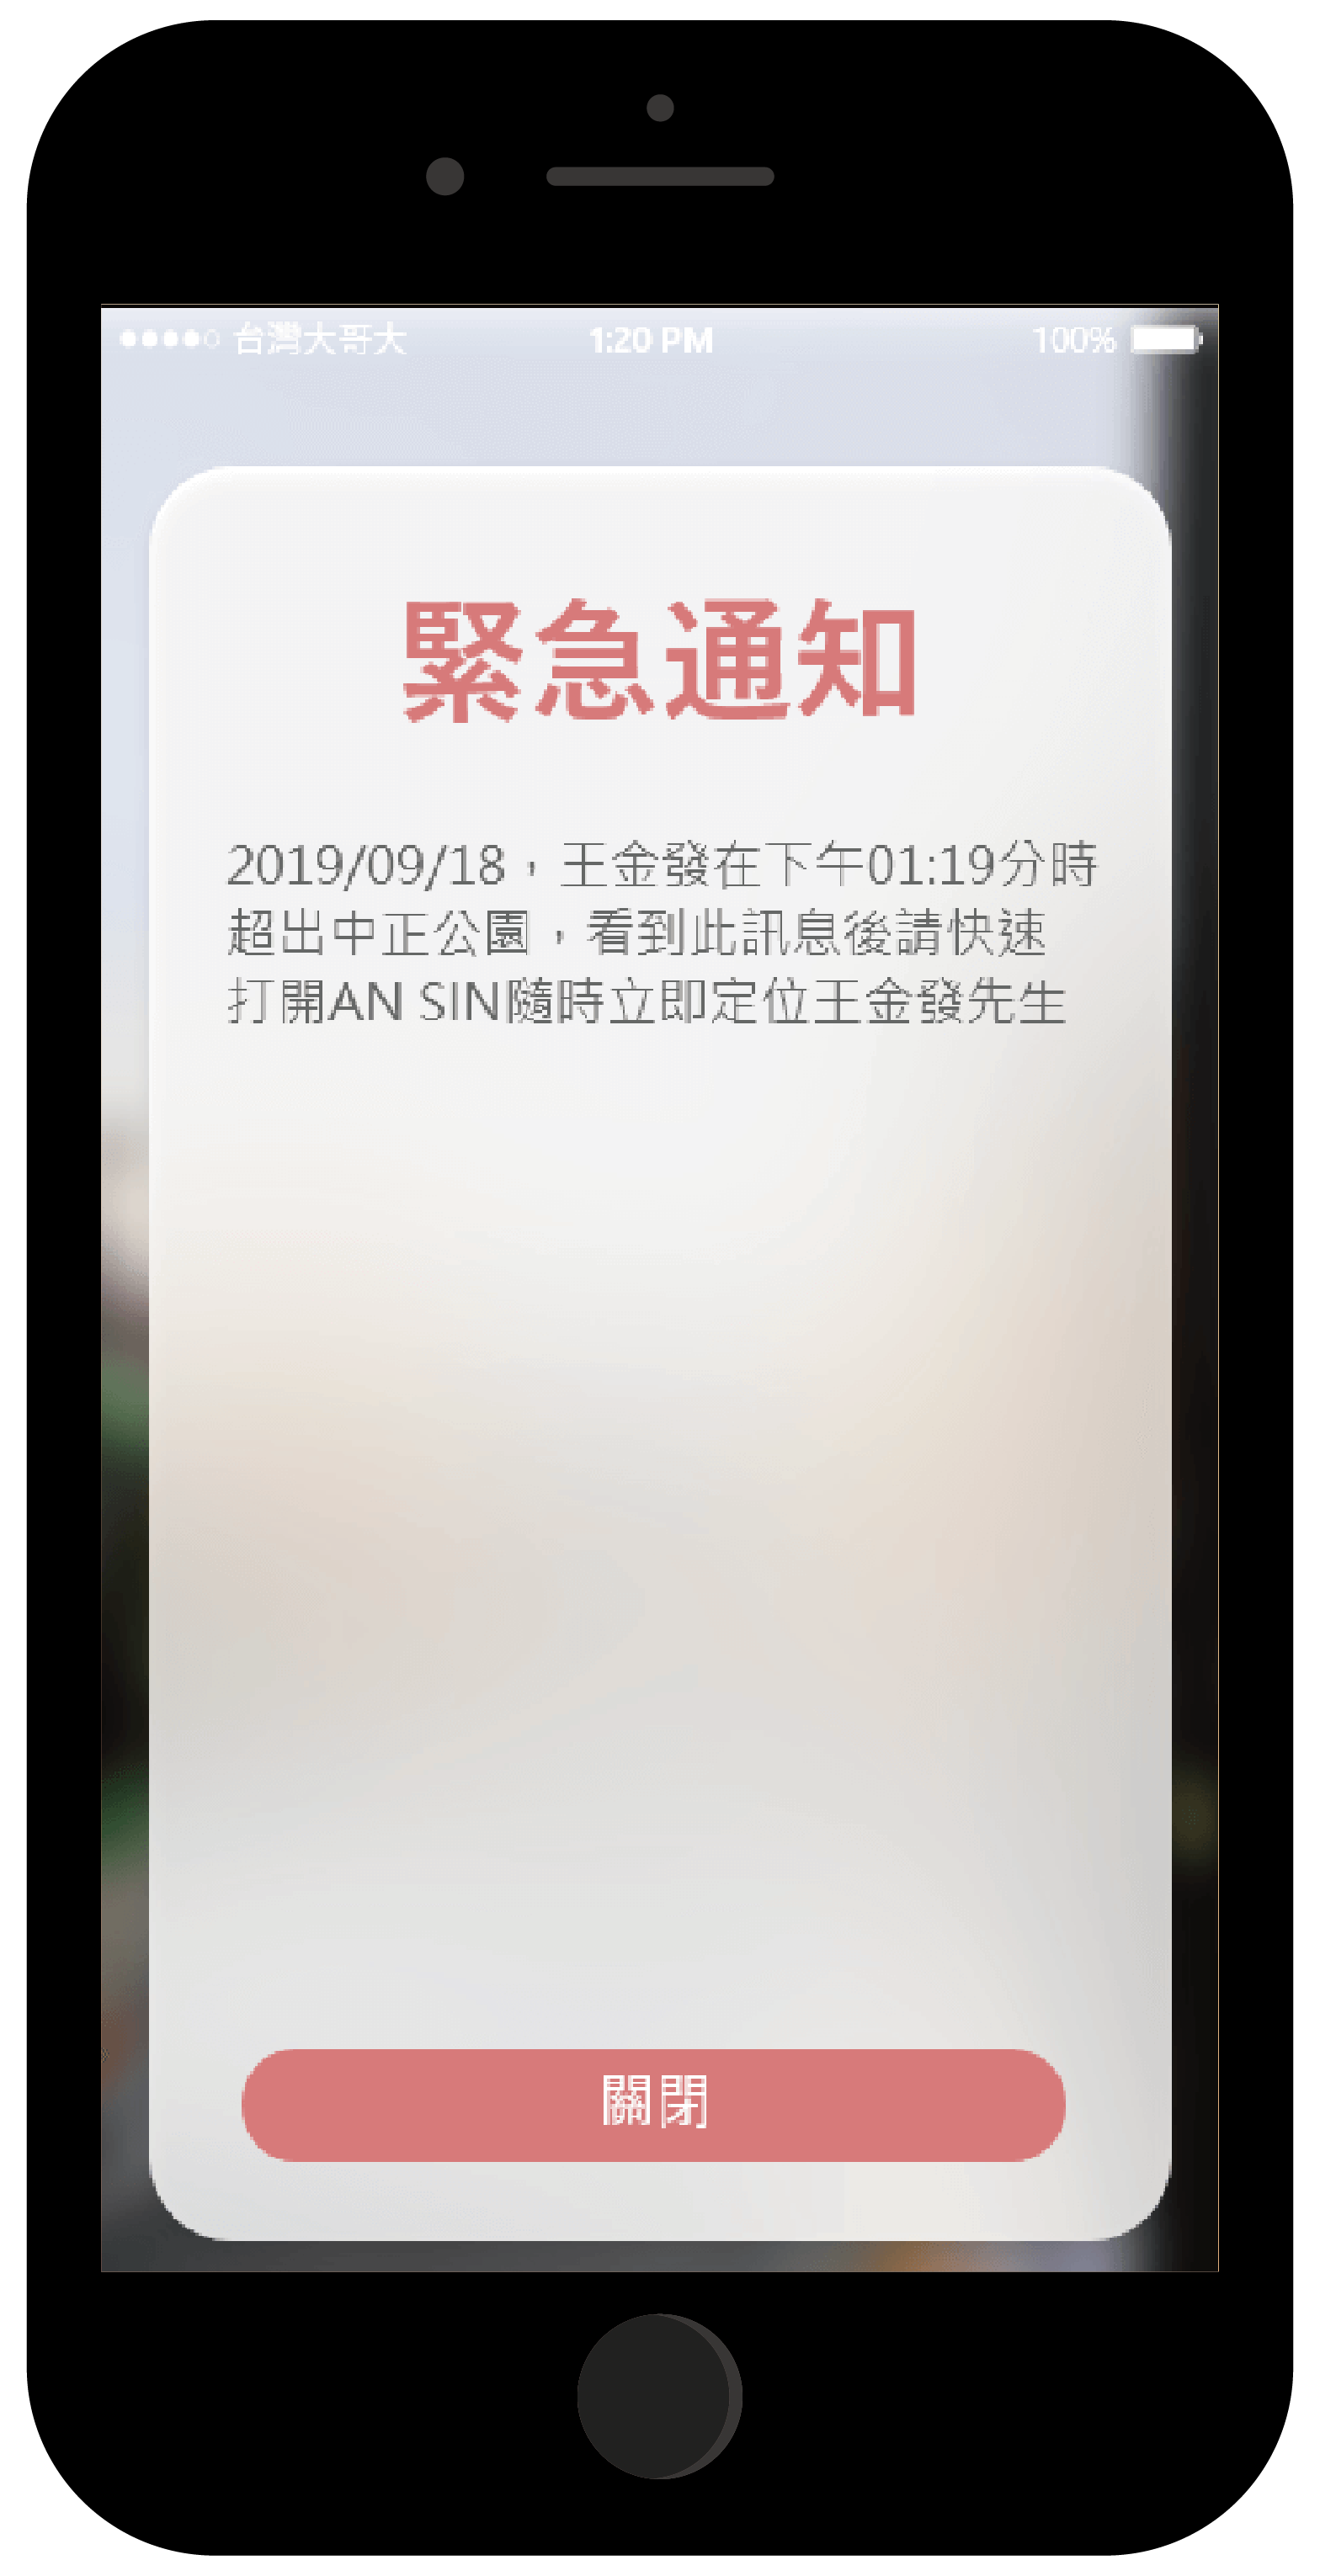 台灣大哥大 1:20 PM 100%
緊急通知
2019/09/18，王金發在下午01:19分時
超出中正公園，看到此訊息後請快速
打開AN SIN隨時立即定位王金發先生
關閉